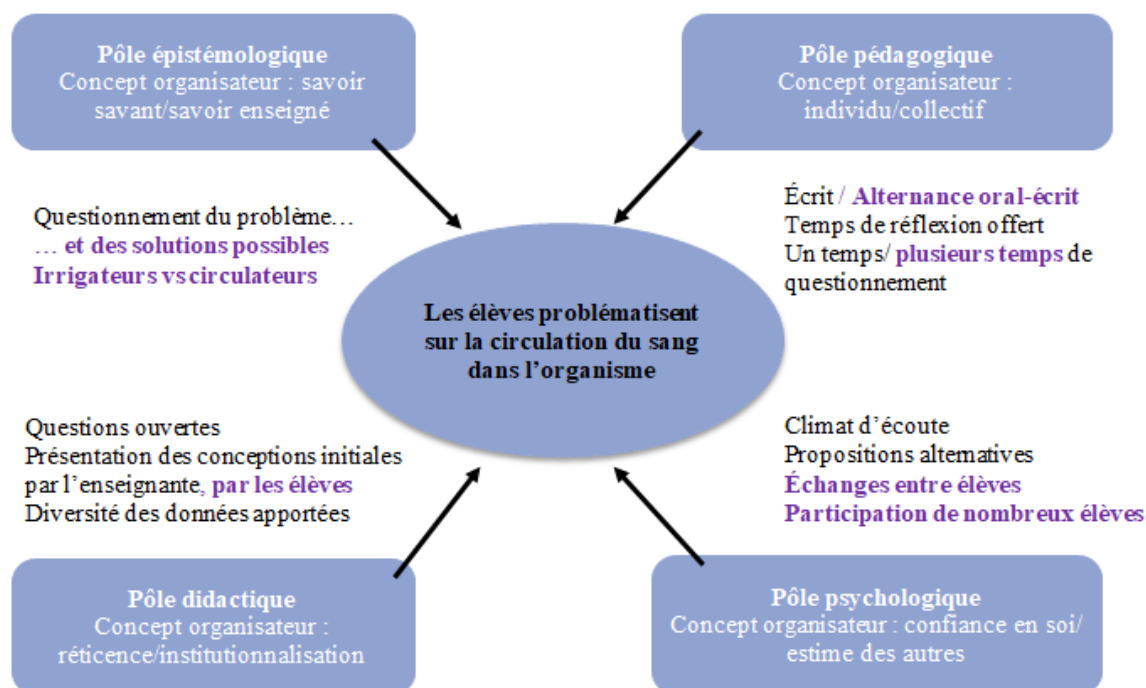 Pôle épistémologique
Concept organisateur : savoir
savant/savoir enseigné
Pôle pédagogique
Concept organisateur :
individu/collectif
Questionnement du problème…
… et des solutions possibles
Irrigateurs vs circulateurs
Écrit / Alternance oral-écrit
Temps de réflexion offert
Un temps/ plusieurs temps de
questionnement
Les élèves problématisent
sur la circulation du sang
dans l’organisme
Questions ouvertes
Présentation des conceptions initiales
par l’enseignante, par les élèves
Diversité des données apportées
Climat d’écoute
Propositions alternatives
Échanges entre élèves
Participation de nombreux élèves
Pôle didactique
Concept organisateur :
réticence/institutionnalisation
Pôle psychologique
Concept organisateur : confiance en soi/
estime des autres